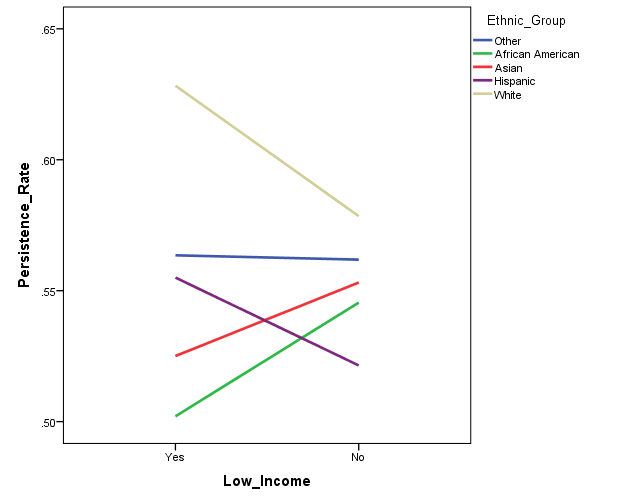 Ethnic_Group
Other
African American
Asian
Hispanic
White
.65
.60
.55
.50
Persistence_Rate
Yes
No
Low_Income